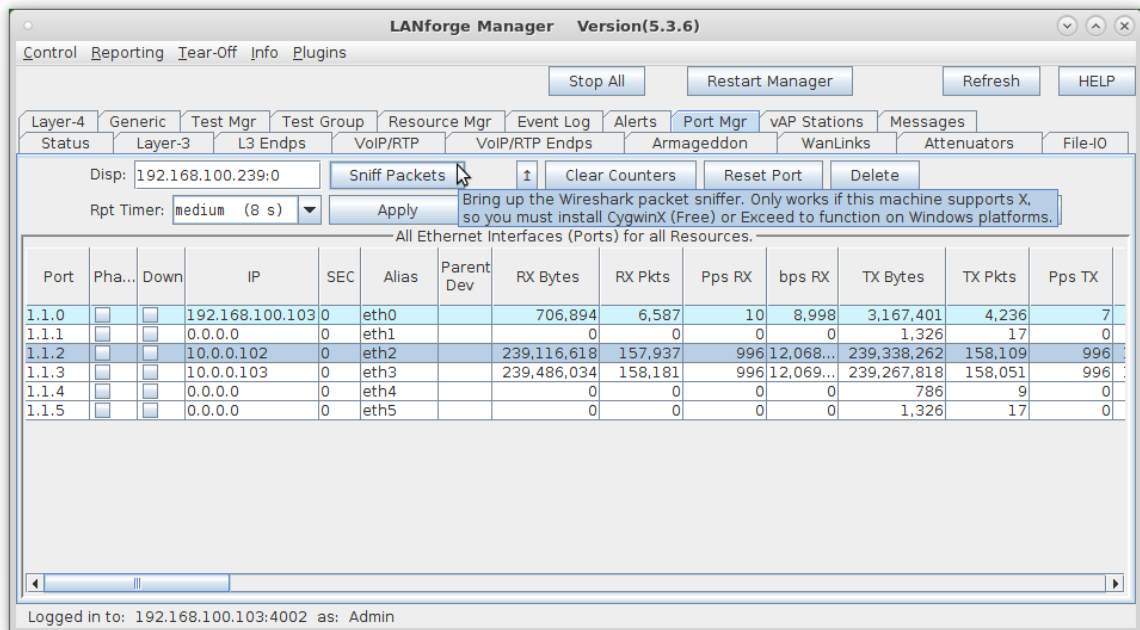 LANforge Manager Version(5.3.6)
Control Reporting Tear-Off Info Plugins
Stop All Restart Manager Refresh HELP
Layer-4 Generic Test Mgr Test Group Resource Mgr Event Log Alerts Port Mgr vAP Stations Messages
Status Layer-3 L3 Endps VoIP/RTP VoIP/RTP Endps Armageddon WanLinks Attenuators File-IO
Disp: 192.168.100.239:0 Sniff Packets ↥ Clear Counters Reset Port Delete
Rpt Timer: medium (8 s) Apply
Bring up the Wireshark packet sniffer. Only works if this machine supports X,
so you must install CygwinX (Free) or Exceed to function on Windows platforms.
All Ethernet Interfaces (Ports) for all Resources.
Port Pha... Down IP SEC Alias Parent Dev RX Bytes RX Pkts Pps RX bps RX TX Bytes TX Pkts Pps TX
1.1.0 192.168.100.103 0 eth0 706,894 6,587 10 8,998 3,167,401 4,236 7
1.1.1 0.0.0.0 0 eth1 0 0 0 0 1,326 17 0
1.1.2 10.0.0.102 0 eth2 239,116,618 157,937 996 12,068... 239,338,262 158,109 996
1.1.3 10.0.0.103 0 eth3 239,486,034 158,181 996 12,069... 239,267,818 158,051 996
1.1.4 0.0.0.0 0 eth4 0 0 0 0 786 9 0
1.1.5 0.0.0.0 0 eth5 0 0 0 0 1,326 17 0
Logged in to: 192.168.100.103:4002 as: Admin